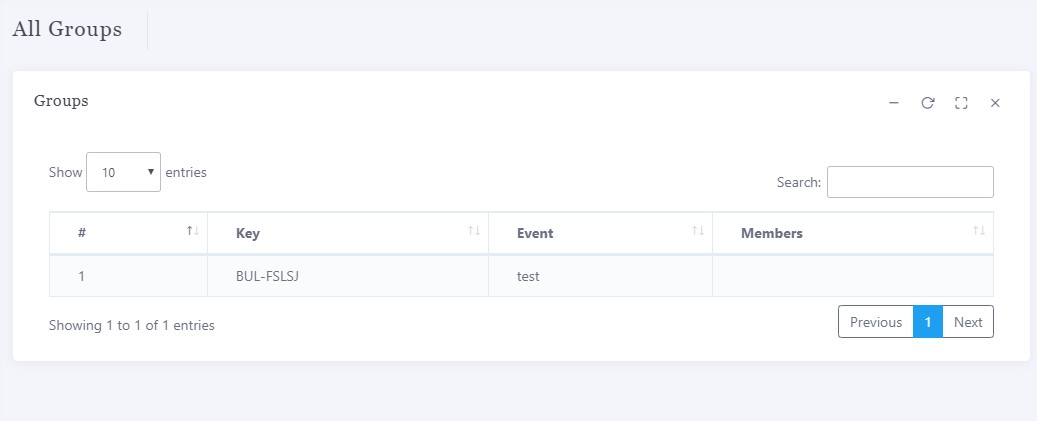 All Groups
Groups
Show 10 entries
Search:
# Key Event Members
1 BUL-FSLSJ test
Showing 1 to 1 of 1 entries
Previous 1 Next